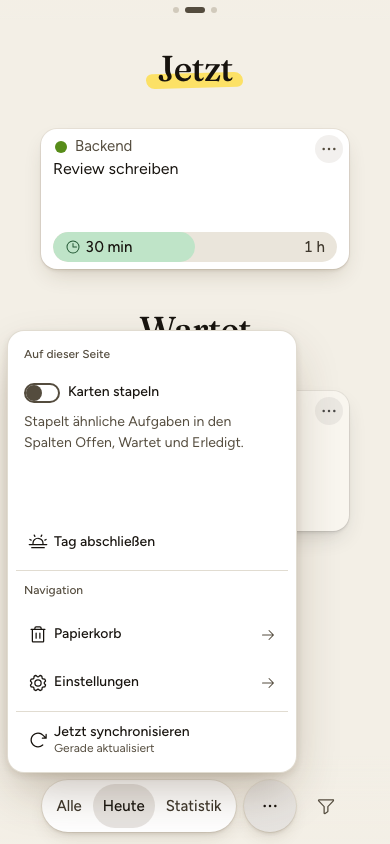 Jetzt
Backend
Review schreiben
30 min 1 h
Wartet
Auf dieser Seite
Karten stapeln
Stapelt ähnliche Aufgaben in den
Spalten Offen, Wartet und Erledigt.
Tag abschließen
Navigation
Papierkorb
Einstellungen
Jetzt synchronisieren
Gerade aktualisiert
Alle Heute Statistik